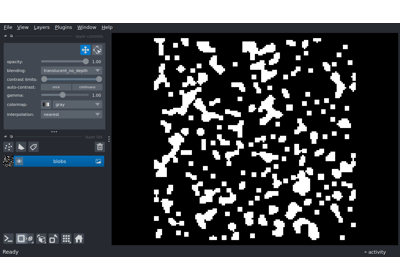 File View Layers Plugins Window Help
opacity: 1.00
blending: translucent_no_depth
contrast limits:
auto-contrast: once continuous
gamma: 1.00
colormap: gray
interpolation: nearest
blobs
Ready
activity